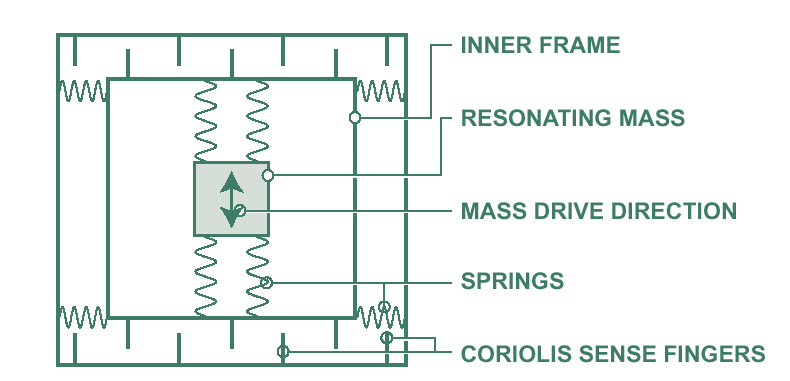 INNER FRAME
RESONATING MASS
MASS DRIVE DIRECTION
SPRINGS
CORIOLIS SENSE FINGERS